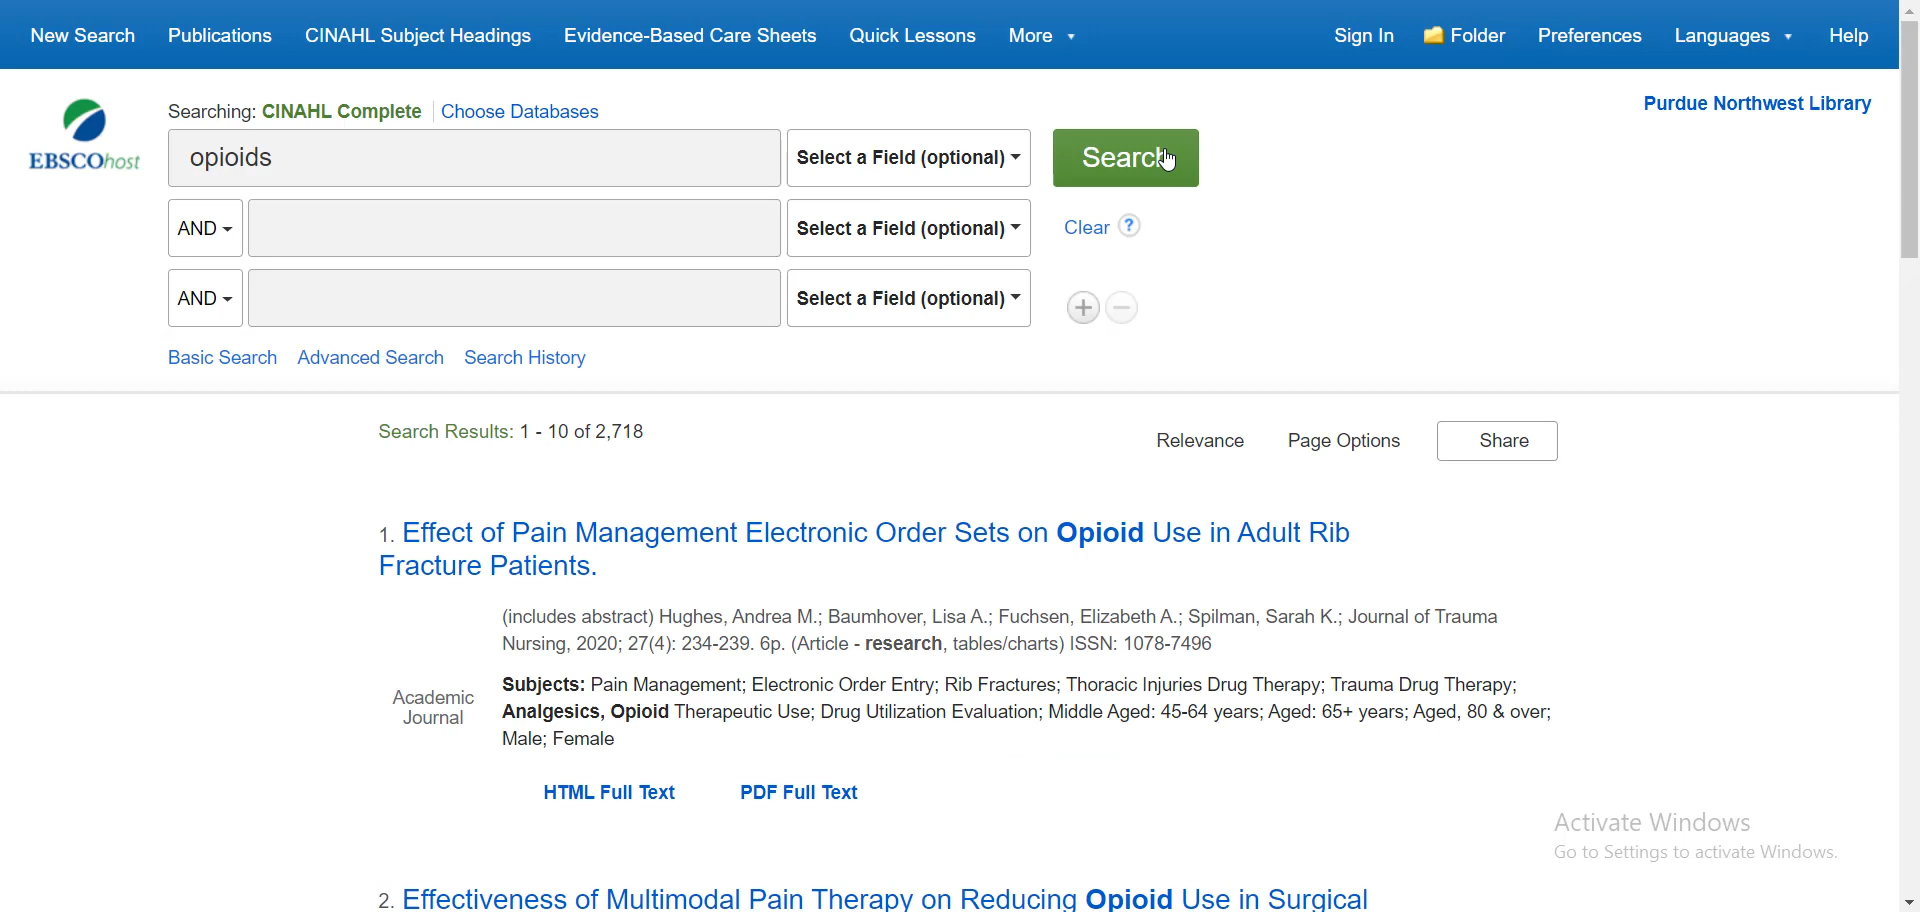 New Search Publications CINAHL Subject Headings Evidence-Based Care Sheets Quick Lessons More Sign In Folder Preferences Languages Help
Purdue Northwest Library
EBSCOhost
Searching: CINAHL Complete Choose Databases
opioids Select a Field (optional) Search
AND Select a Field (optional) Clear ?
AND Select a Field (optional)
Basic Search Advanced Search Search History
Search Results: 1 - 10 of 2,718
Relevance Page Options Share
1. Effect of Pain Management Electronic Order Sets on Opioid Use in Adult Rib
Fracture Patients.
(includes abstract) Hughes, Andrea M.; Baumhover, Lisa A.; Fuchsen, Elizabeth A.; Spilman, Sarah K.; Journal of Trauma
Nursing, 2020; 27(4): 234-239. 6p. (Article - research, tables/charts) ISSN: 1078-7496
Academic
Journal
Subjects: Pain Management; Electronic Order Entry; Rib Fractures; Thoracic Injuries Drug Therapy; Trauma Drug Therapy;
Analgesics, Opioid Therapeutic Use; Drug Utilization Evaluation; Middle Aged: 45-64 years; Aged: 65+ years; Aged, 80 & over;
Male; Female
HTML Full Text PDF Full Text
Activate Windows
Go to Settings to activate Windows.
2. Effectiveness of Multimodal Pain Therapy on Reducing Opioid Use in Surgical